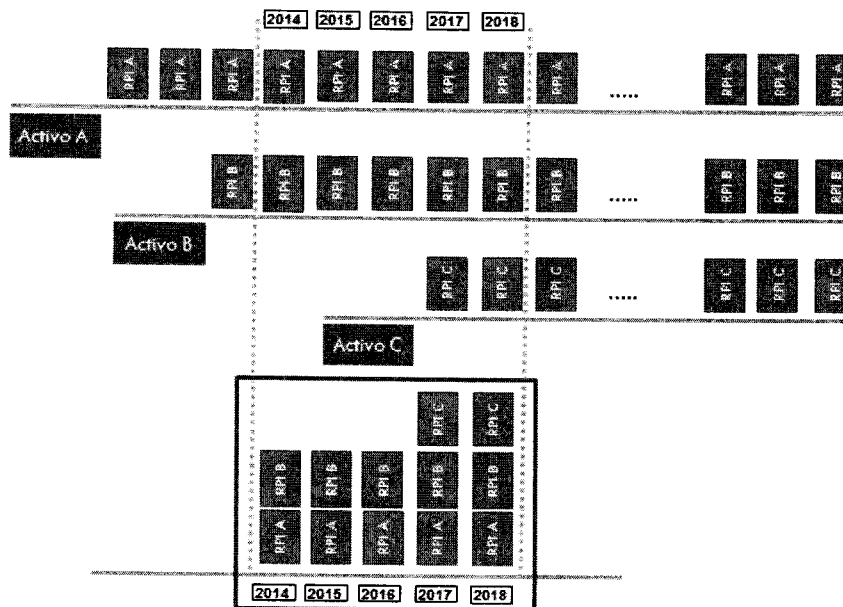 2014 2015 2016 2017 2018
RPI A RPI A RPI A RPI A RPI A RPI A RPI A RPI A RPI A ..... RPI A RPI A RPI A
Activo A
RPI B RPI B RPI B RPI B RPI B RPI B RPI B ..... RPI B RPI B RPI B
Activo B
RPI C RPI C RPI C ..... RPI C RPI C RPI C
Activo C
RPI C RPI C
RPI B RPI B RPI B RPI B RPI B
RPI A RPI A RPI A RPI A RPI A
2014 2015 2016 2017 2018